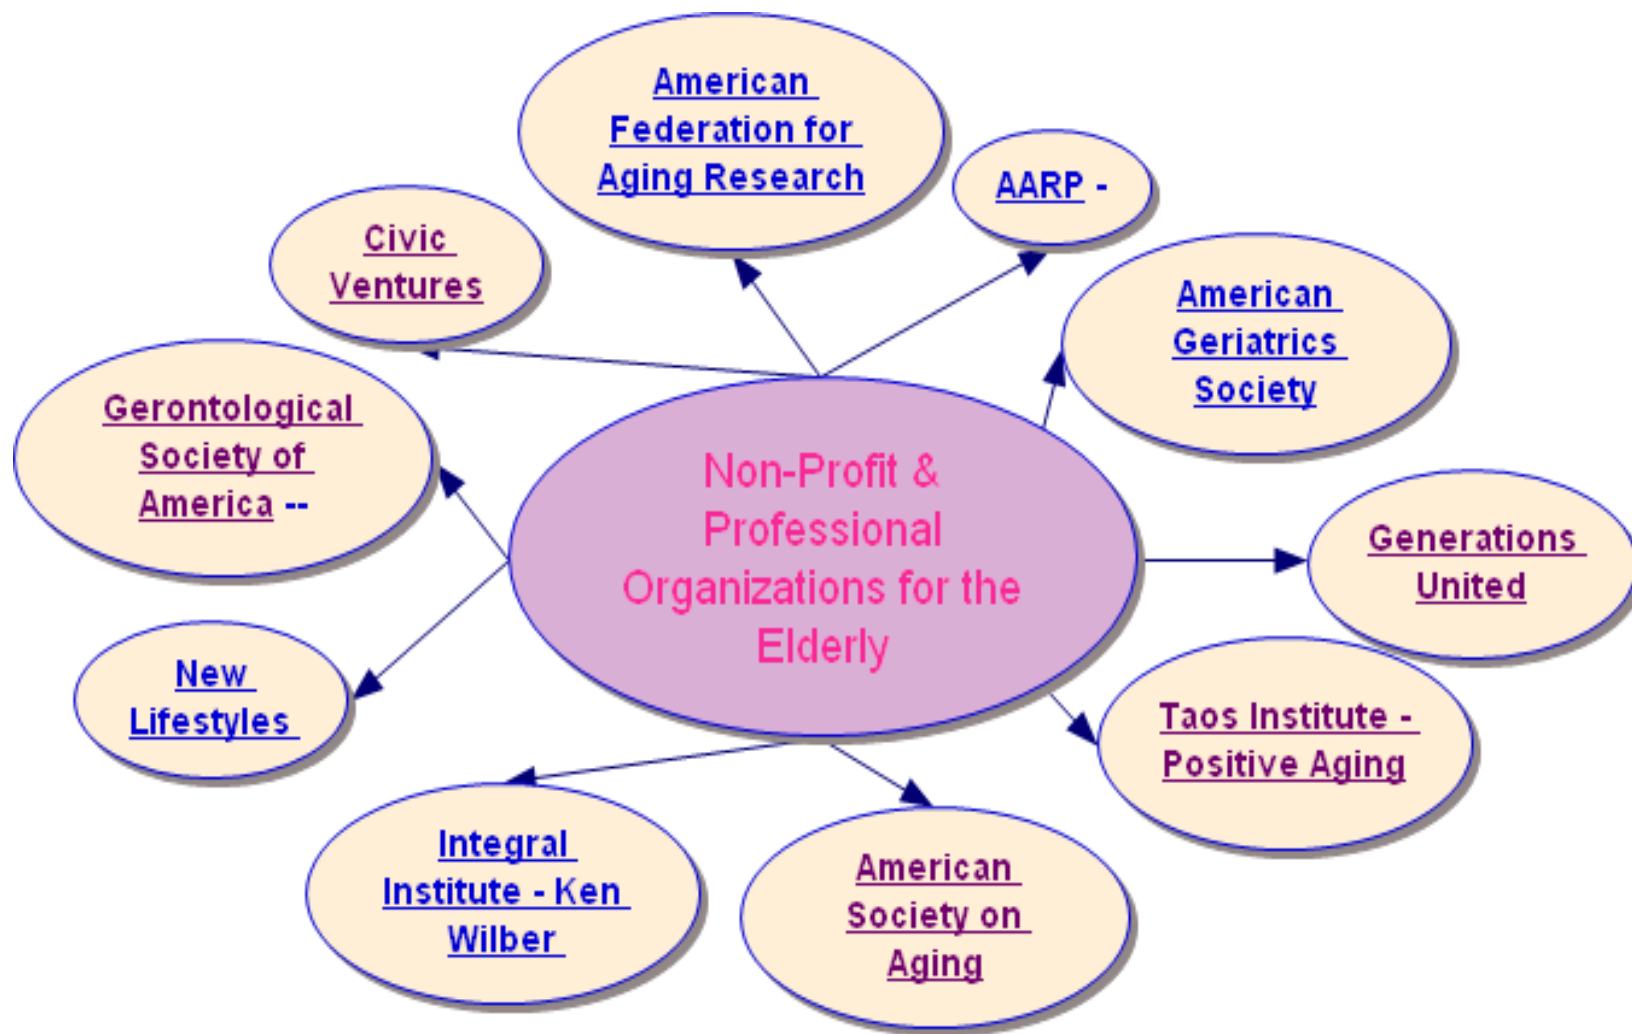 American
Federation for
Aging Research
AARP -
Civic
Ventures
American
Geriatrics
Society
Gerontological
Society of
America --
Non-Profit &
Professional
Organizations for the
Elderly
Generations
United
New
Lifestyles
Taos Institute -
Positive Aging
Integral
Institute - Ken
Wilber
American
Society on
Aging